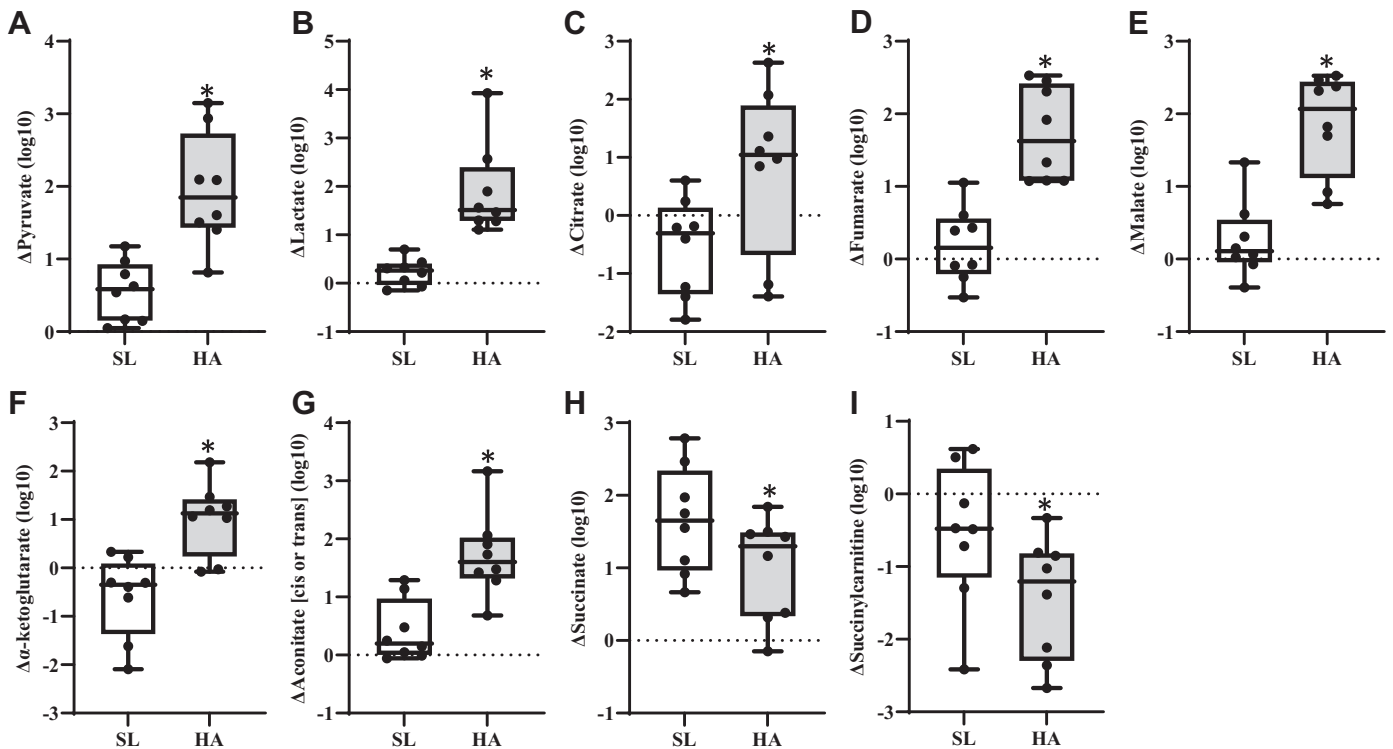 A
ΔPyruvate (log10)
4
3
2
1
0
SL HA
*
B
ΔLactate (log10)
5
4
3
2
1
0
-1
SL HA
*
C
ΔCitrate (log10)
3
2
1
0
-1
-2
SL HA
*
D
ΔFumarate (log10)
3
2
1
0
-1
SL HA
*
E
ΔMalate (log10)
3
2
1
0
-1
SL HA
*
F
Δα-ketoglutarate (log10)
3
2
1
0
-1
-2
-3
SL HA
*
G
ΔAconitate [cis or trans] (log10)
4
3
2
1
0
-1
SL HA
*
H
ΔSuccinate (log10)
3
2
1
0
-1
SL HA
*
I
ΔSuccinylcarnitine (log10)
1
0
-1
-2
-3
SL HA
*